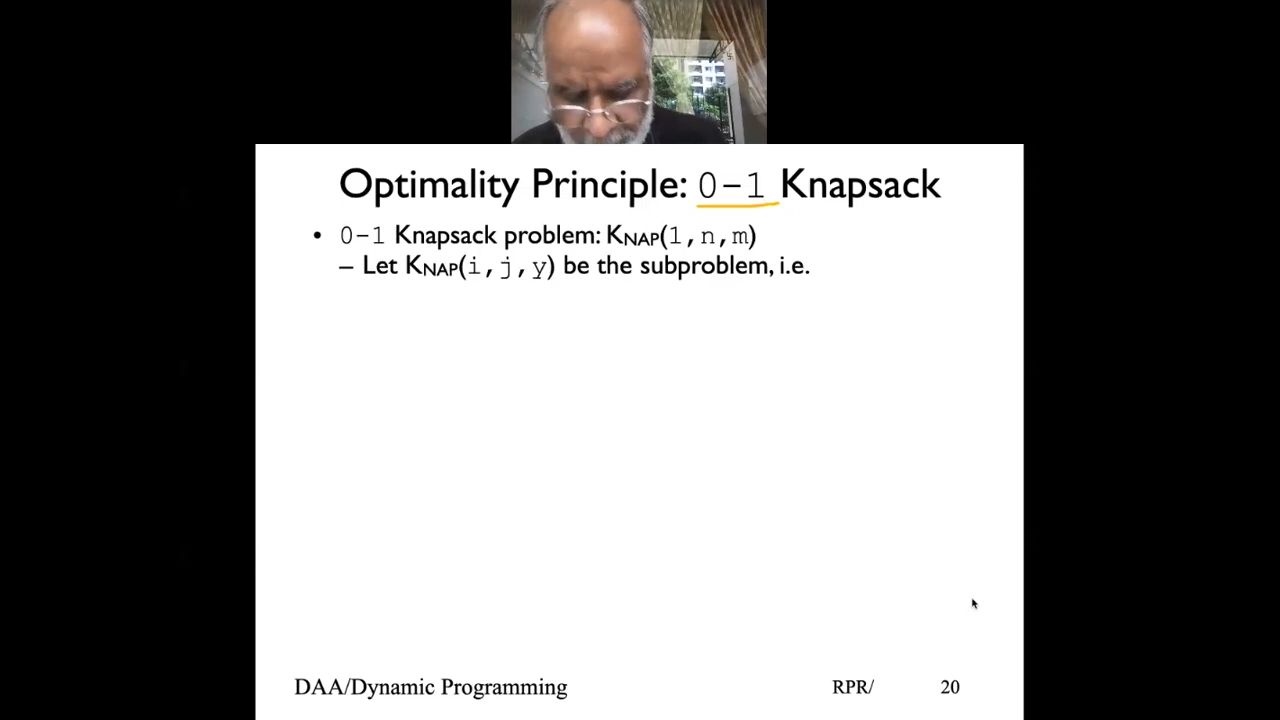 Optimality Principle: 0-1 Knapsack
• 0-1 Knapsack problem: KNAP(1,n,m)
– Let KNAP(i,j,y) be the subproblem, i.e.
DAA/Dynamic Programming RPR/ 20